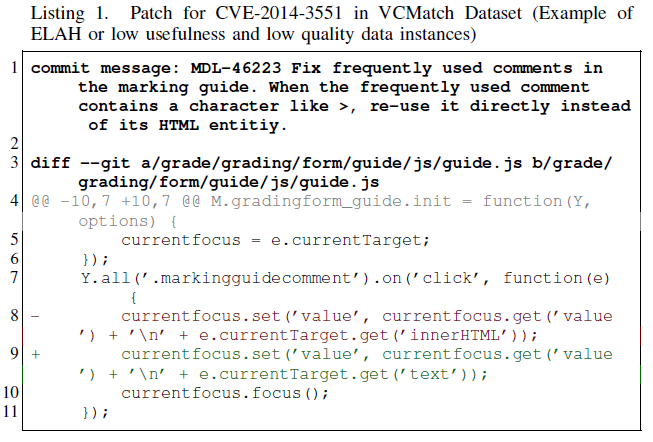 Listing 1. Patch for CVE-2014-3551 in VCMatch Dataset (Example of
ELAH or low usefulness and low quality data instances)
1 commit message: MDL-46223 Fix frequently used comments in
the marking guide. When the frequently used comment
contains a character like >, re-use it directly instead
of its HTML entitiy.
2
3 diff --git a/grade/grading/form/guide/js/guide.js b/grade/
grading/form/guide/js/guide.js
4 @@ -10,7 +10,7 @@ M.gradingform_guide.init = function(Y,
options) {
5 currentfocus = e.currentTarget;
6 });
7 Y.all('.markingguidecomment').on('click', function(e)
{
8 - currentfocus.set('value', currentfocus.get('value
') + '\n' + e.currentTarget.get('innerHTML'));
9 + currentfocus.set('value', currentfocus.get('value
') + '\n' + e.currentTarget.get('text'));
10 currentfocus.focus();
11 });